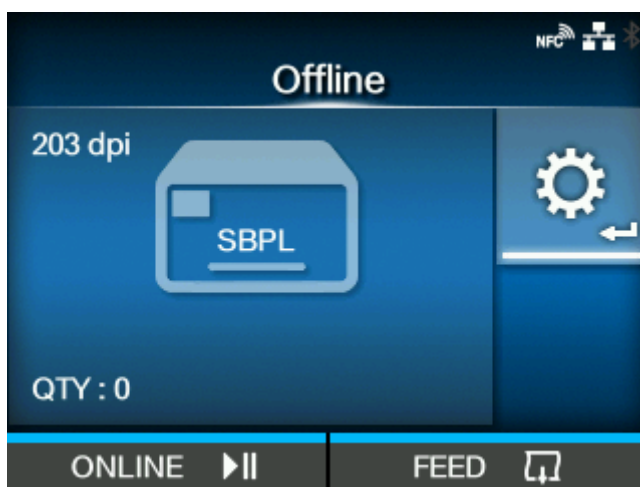 NFC
Offline
203 dpi
SBPL
QTY : 0
ONLINE
FEED